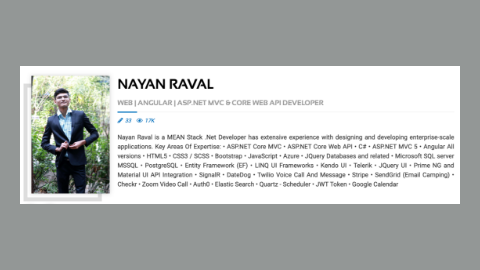 NAYAN RAVAL
WEB | ANGULAR | ASP.NET MVC & CORE WEB API DEVELOPER
33 17K
Nayan Raval is a MEAN Stack .Net Developer has extensive experience with designing and developing enterprise-scale
applications. Key Areas Of Expertise: • ASP.NET Core MVC • ASP.NET Core Web API • C# • ASP.NET MVC 5 • Angular All
versions • HTML5 • CSS3 / SCSS • Bootstrap • JavaScript • Azure • JQuery Databases and related • Microsoft SQL server
MSSQL • PostgreSQL • Entity Framework (EF) • LINQ UI Frameworks • Kendo UI • Telerik • JQuery UI • Prime NG and
Material UI API Integration • SignalR • DateDog • Twilio Voice Call And Message • Stripe • SendGrid (Email Camping) •
Checkr • Zoom Video Call • Auth0 • Elastic Search • Quartz - Scheduler • JWT Token • Google Calendar